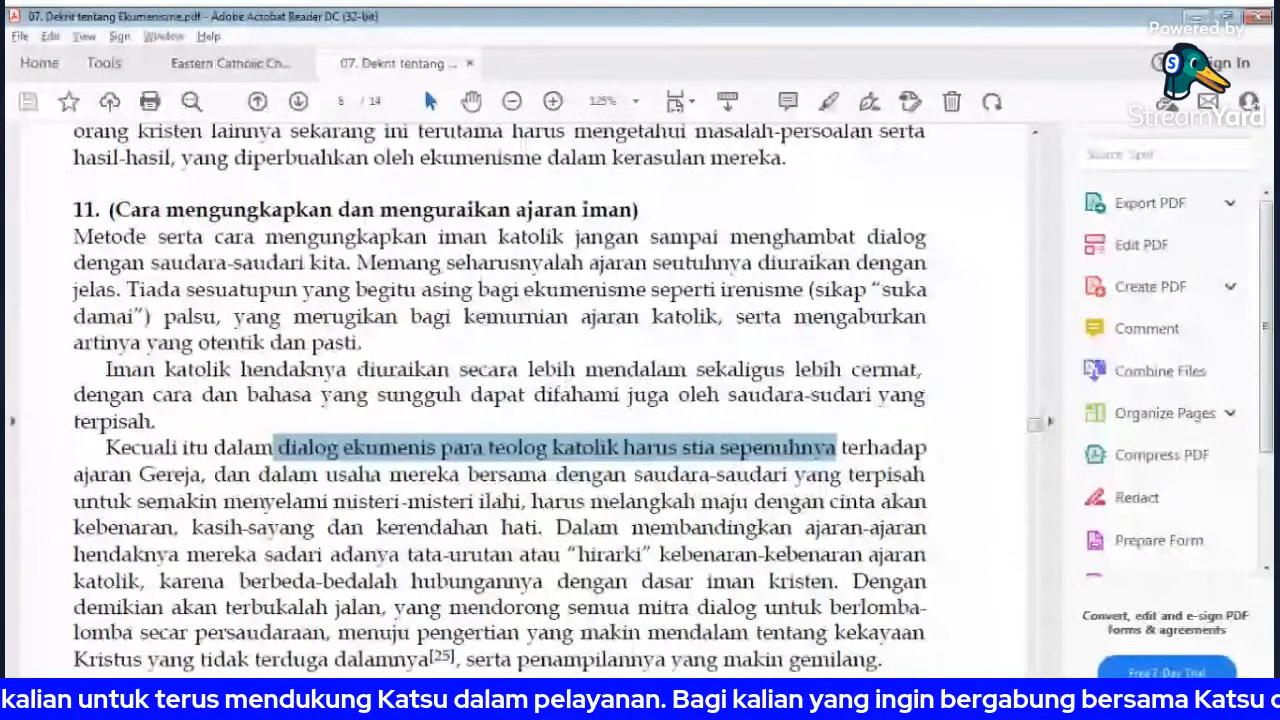 07. Dekrit tentang Ekumenisme.pdf - Adobe Acrobat Reader DC (32-bit)
File Edit View Sign Window Help
Powered by
Home Tools Eastern Catholic Ch... 07. Dekrit tentang ... × Sign In
8 / 14 125%
StreamYard
orang kristen lainnya sekarang ini terutama harus mengetahui masalah-persoalan serta
hasil-hasil, yang diperbuahkan oleh ekumenisme dalam kerasulan mereka.
11. (Cara mengungkapkan dan menguraikan ajaran iman)
Metode serta cara mengungkapkan iman katolik jangan sampai menghambat dialog
dengan saudara-saudari kita. Memang seharusnyalah ajaran seutuhnya diuraikan dengan
jelas. Tiada sesuatupun yang begitu asing bagi ekumenisme seperti irenisme (sikap “suka
damai”) palsu, yang merugikan bagi kemurnian ajaran katolik, serta mengaburkan
artinya yang otentik dan pasti.
Iman katolik hendaknya diuraikan secara lebih mendalam sekaligus lebih cermat,
dengan cara dan bahasa yang sungguh dapat difahami juga oleh saudara-sudari yang
terpisah.
Kecuali itu dalam dialog ekumenis para teolog katolik harus stia sepenuhnya terhadap
ajaran Gereja, dan dalam usaha mereka bersama dengan saudara-saudari yang terpisah
untuk semakin menyelami misteri-misteri ilahi, harus melangkah maju dengan cinta akan
kebenaran, kasih-sayang dan kerendahan hati. Dalam membandingkan ajaran-ajaran
hendaknya mereka sadari adanya tata-urutan atau “hirarki” kebenaran-kebenaran ajaran
katolik, karena berbeda-bedalah hubungannya dengan dasar iman kristen. Dengan
demikian akan terbukalah jalan, yang mendorong semua mitra dialog untuk berlomba-
lomba secar persaudaraan, menuju pengertian yang makin mendalam tentang kekayaan
Kristus yang tidak terduga dalamnya[25], serta penampilannya yang makin gemilang.
Export PDF
Edit PDF
Create PDF
Comment
Combine Files
Organize Pages
Compress PDF
Redact
Prepare Form
Convert, edit and e-sign PDF
forms & agreements
Free 7-Day Trial
kalian untuk terus mendukung Katsu dalam pelayanan. Bagi kalian yang ingin bergabung bersama Katsu